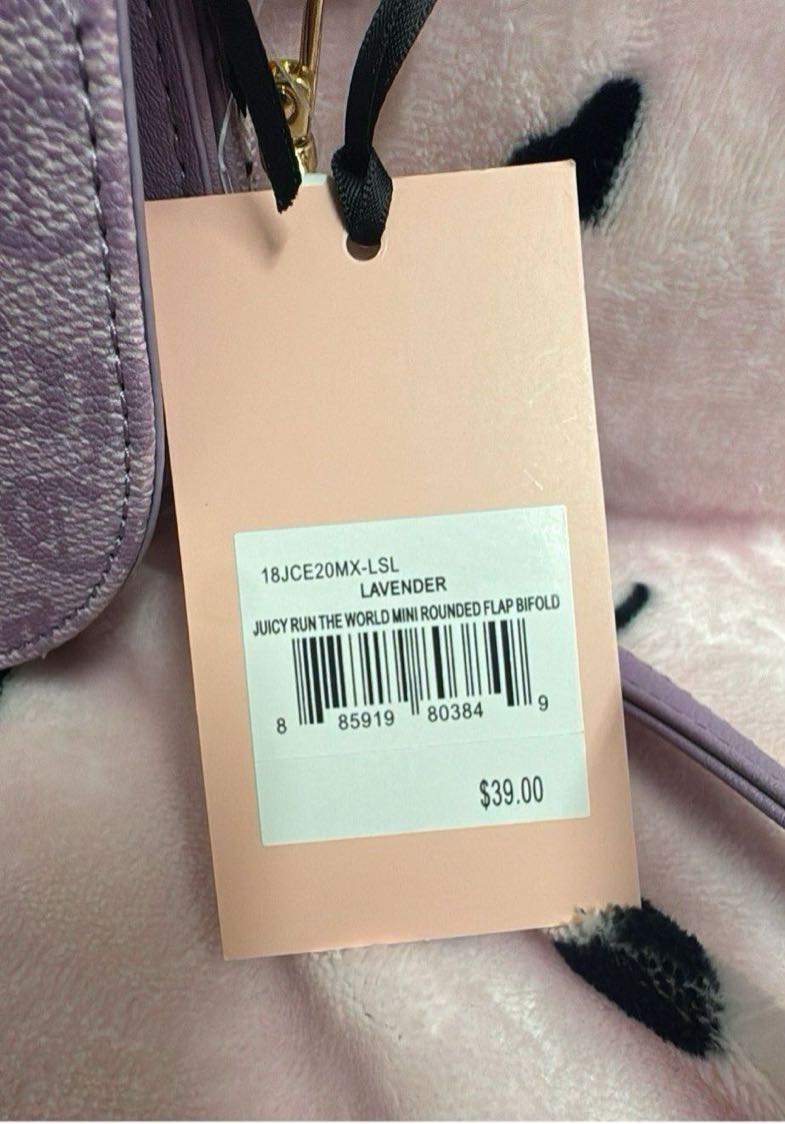 18JCE20MX-LSL
LAVENDER
JUICY RUN THE WORLD MINI ROUNDED FLAP BIFOLD
8 85919 80384 9
$39.00